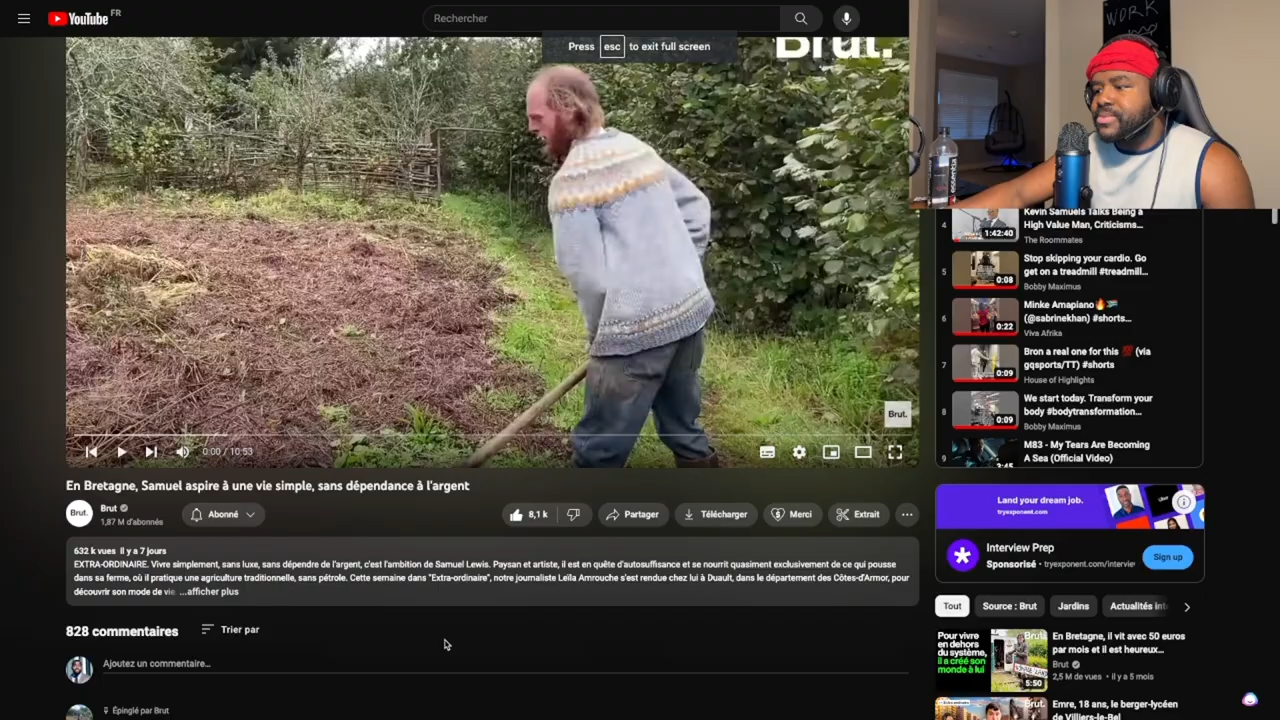 YouTube FR
Rechercher
WORK
Press esc to exit full screen
Brut.
Brut.
0:00 / 10:53
En Bretagne, Samuel aspire à une vie simple, sans dépendance à l'argent
Brut.
Brut
1,87 M d'abonnés
Abonné
8,1 k
Partager
Télécharger
Merci
Extrait
632 k vues il y a 7 jours
EXTRA-ORDINAIRE. Vivre simplement, sans luxe, sans dépendre de l'argent, c'est l'ambition de Samuel Lewis. Paysan et artiste, il est en quête d'autosuffisance et se nourrit quasiment exclusivement de ce qui pousse
dans sa ferme, où il pratique une agriculture traditionnelle, sans pétrole. Cette semaine dans "Extra-ordinaire", notre journaliste Leïla Amrouche s'est rendue chez lui à Duault, dans le département des Côtes-d'Armor, pour
découvrir son mode de vie. ...afficher plus
828 commentaires
Trier par
Ajoutez un commentaire...
Épinglé par Brut
essentia
4
Kevin Samuels Talks Being a
High Value Man, Criticisms...
1:42:40
The Roommates
5
Stop skipping your cardio. Go
get on a treadmill #treadmill...
0:08
Bobby Maximus
6
Minke Amapiano
(@sabrinekhan) #shorts...
0:22
Viva Afrika
7
Bron a real one for this 💯 (via
gqsports/TT) #shorts
0:09
House of Highlights
8
We start today. Transform your
body #bodytransformation...
0:09
Bobby Maximus
9
M83 - My Tears Are Becoming
A Sea (Official Video)
3:45
Land your dream job.
tryexponent.com
Interview Prep
Sponsorisé • tryexponent.com/interview
Sign up
Tout
Source : Brut
Jardins
Actualités
Pour vivre
en dehors
du système,
il a créé son
monde à lui
Brut.
5:50
En Bretagne, il vit avec 50 euros
par mois et il est heureux...
Brut
2,5 M de vues • il y a 5 mois
Brut.
Emre, 18 ans, le berger-lycéen
de Villiers-le-Bel